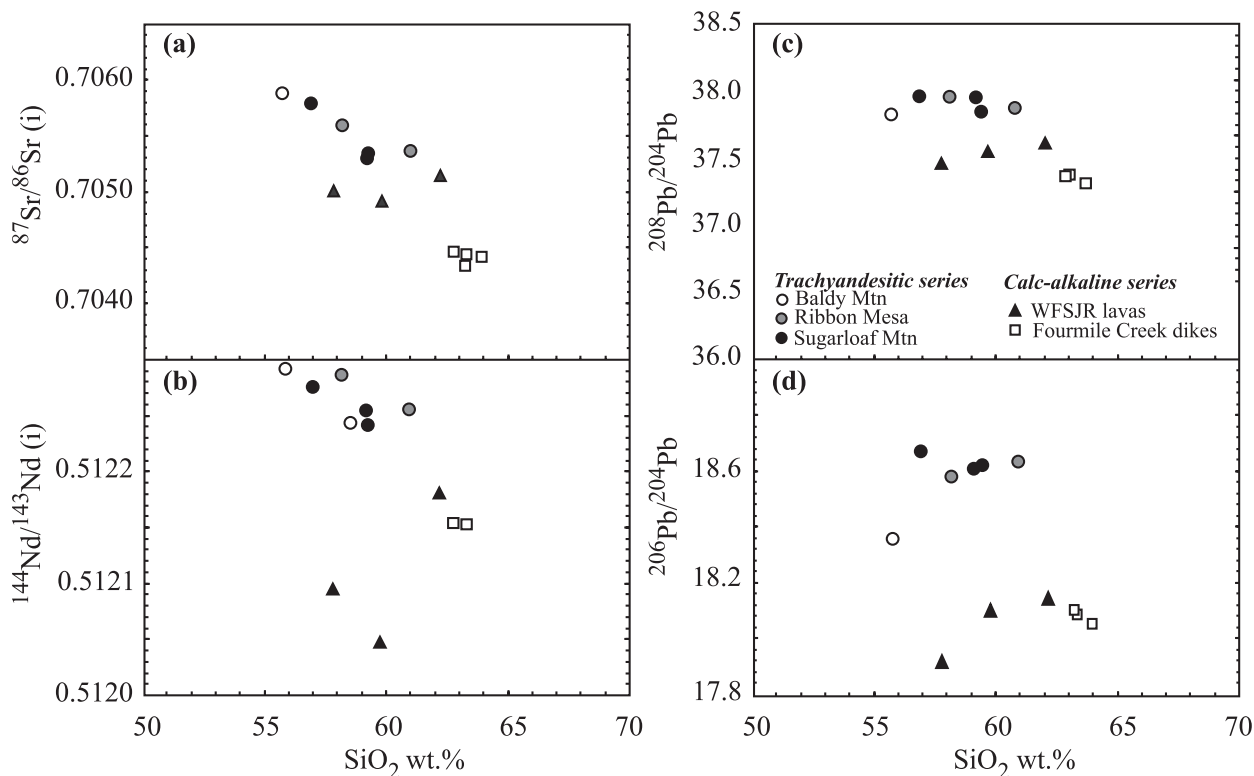 (a)
0.7060
0.7050
0.7040
87Sr/86Sr (i)
(b)
0.5122
0.5121
0.5120
144Nd/143Nd (i)
50 55 60 65 70
SiO2 wt.%
(c)
38.5
38.0
37.5
37.0
36.5
36.0
208Pb/204Pb
Trachyandesitic series
Baldy Mtn
Ribbon Mesa
Sugarloaf Mtn
Calc-alkaline series
WFSJR lavas
Fourmile Creek dikes
(d)
18.6
18.2
17.8
206Pb/204Pb
50 55 60 65 70
SiO2 wt.%